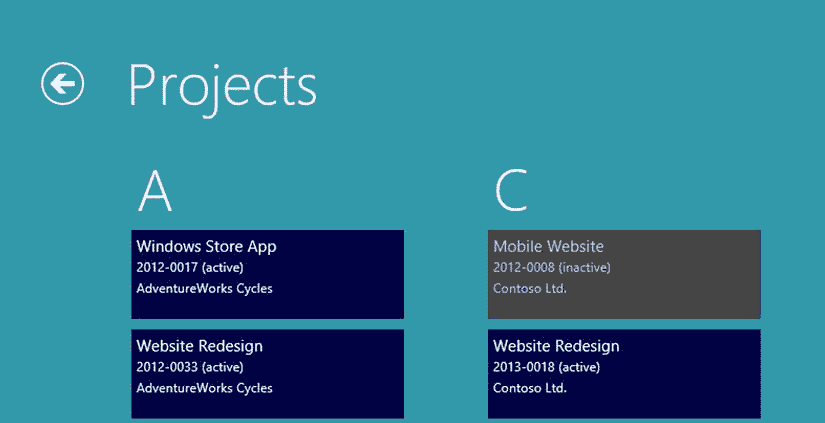 Projects
A
Windows Store App
2012-0017 (active)
AdventureWorks Cycles
Website Redesign
2012-0033 (active)
AdventureWorks Cycles
C
Mobile Website
2012-0008 (inactive)
Contoso Ltd.
Website Redesign
2013-0018 (active)
Contoso Ltd.